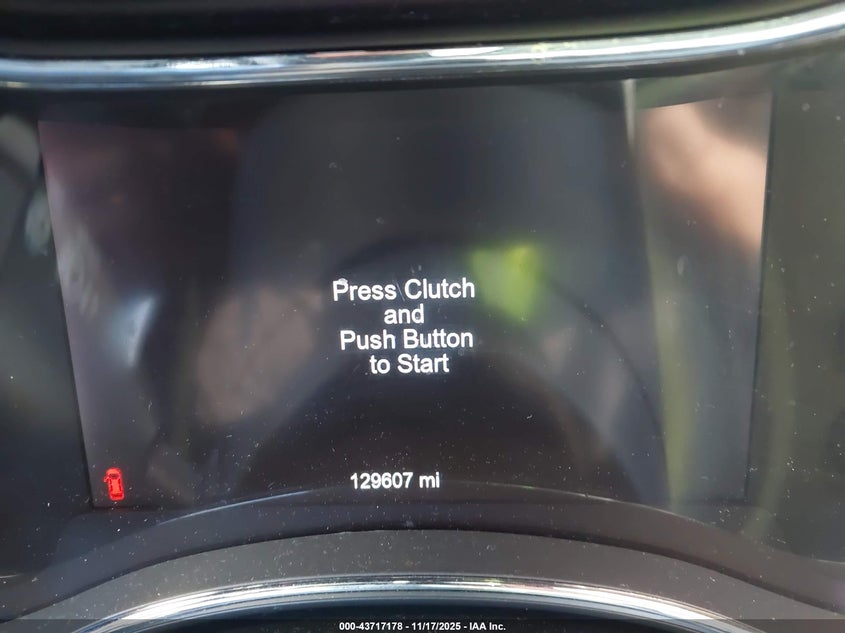 Press Clutch
and
Push Button
to Start
129607 mi
000-43717178 - 11/17/2025 - IAA Inc.